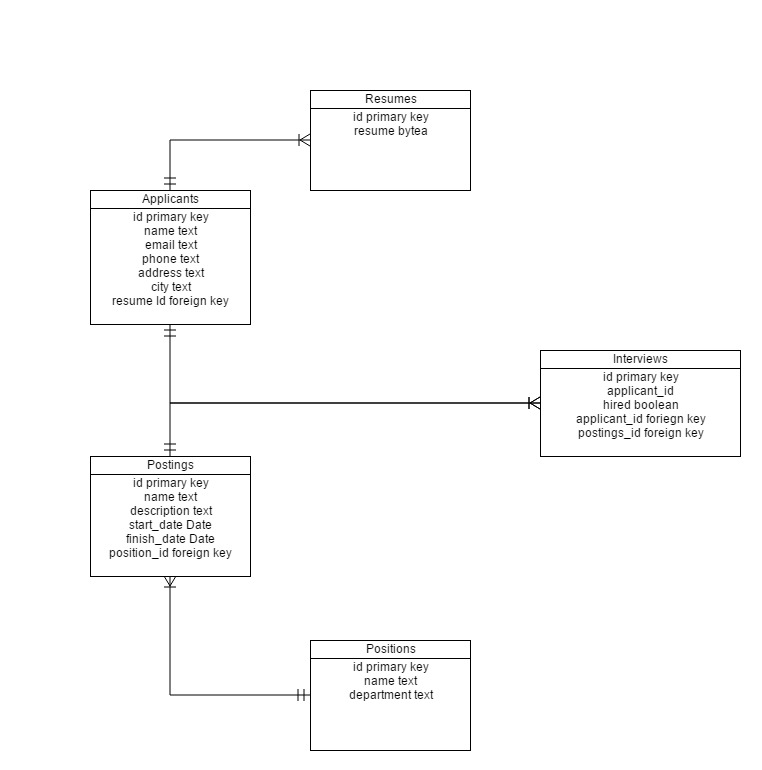 Resumes
id primary key
resume bytea
Applicants
id primary key
name text
email text
phone text
address text
city text
resume Id foreign key
Interviews
id primary key
applicant_id
hired boolean
applicant_id foriegn key
postings_id foreign key
Postings
id primary key
name text
description text
start_date Date
finish_date Date
position_id foreign key
Positions
id primary key
name text
department text